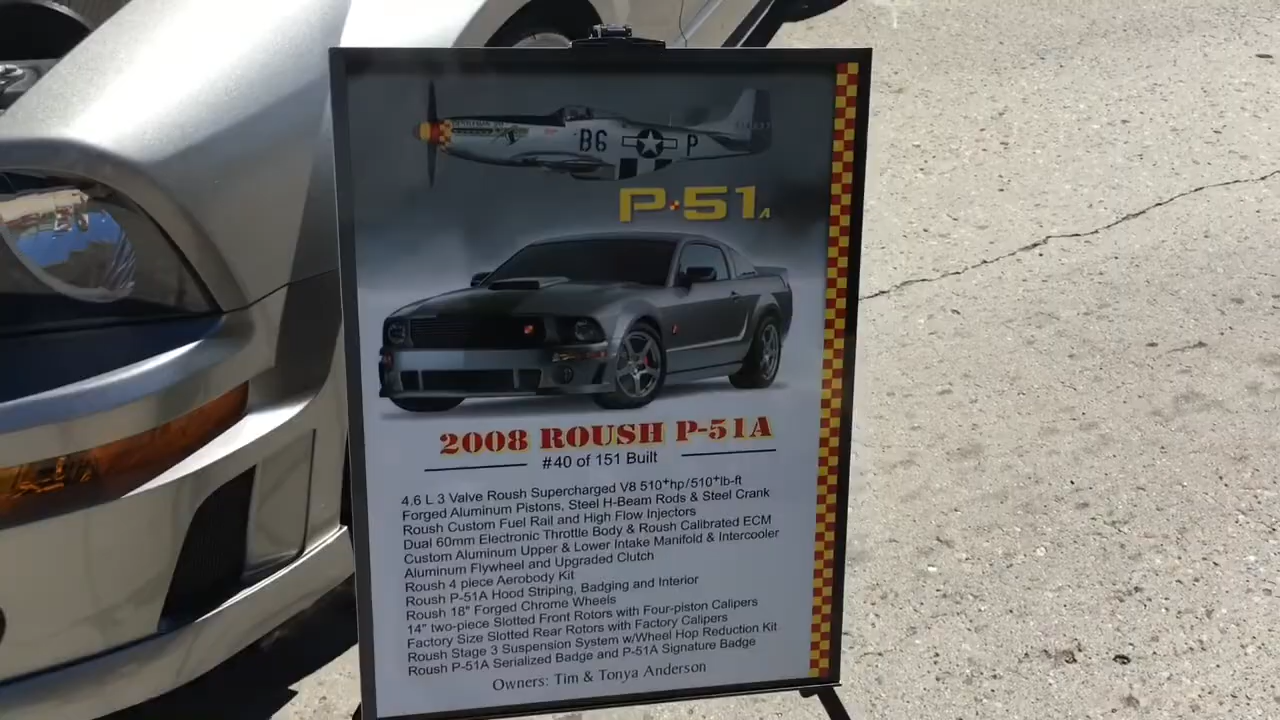 B6
P
P-51A
2008 ROUSH P-51A
#40 of 151 Built
4.6 L 3 Valve Roush Supercharged V8 510+hp/510+lb-ft
Forged Aluminum Pistons, Steel H-Beam Rods & Steel Crank
Roush Custom Fuel Rail and High Flow Injectors
Dual 60mm Electronic Throttle Body & Roush Calibrated ECM
Custom Aluminum Upper & Lower Intake Manifold & Intercooler
Aluminum Flywheel and Upgraded Clutch
Roush 4 piece Aerobody Kit
Roush P-51A Hood Striping, Badging and Interior
Roush 18" Forged Chrome Wheels
14" two-piece Slotted Front Rotors with Four-piston Calipers
Factory Size Slotted Rear Rotors with Factory Calipers
Roush Stage 3 Suspension System w/Wheel Hop Reduction Kit
Roush P-51A Serialized Badge and P-51A Signature Badge
Owners: Tim & Tonya Anderson